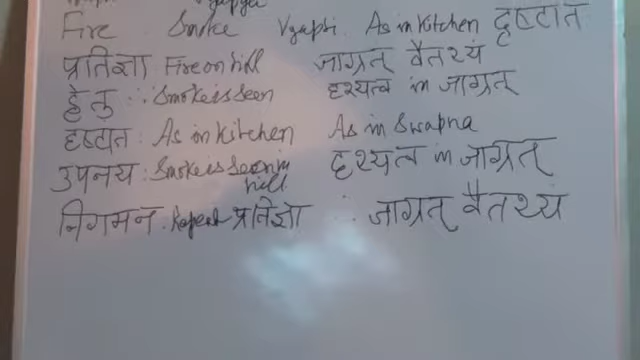 Fire Smoke Vyapti As in Kitchen दृष्टांत
प्रतिज्ञा Fire on hill जाग्रत् वैतथ्यं
हेतु ∴ Smoke is seen दृश्यत्व in जाग्रत्
दृष्टांत : As in Kitchen As in Swapna
उपनय : Smoke is seen in hill दृश्यत्व in जाग्रत्
निगमन . Repeat प्रतिज्ञा ∴ जाग्रत् वैतथ्यं